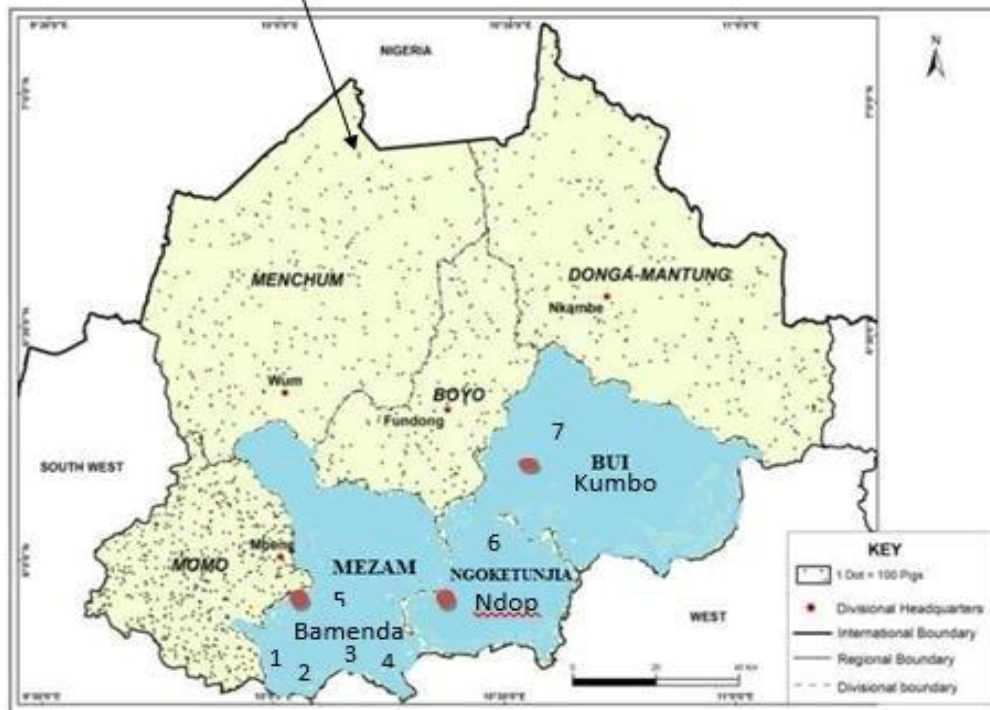 NIGERIA
N
MENCHUM
DONGA-MANTUNG
Nkambe
Wum
BOYO
Fundong
7
BUI
Kumbo
SOUTH WEST
6
MOMO
MEZAM
NGOKETUNJIA
5
Ndop
Bamenda
1
2
3
4
WEST
KEY
1 Dot = 100 Pigs
Divisional Headquarters
International Boundary
Regional Boundary
Divisional boundary